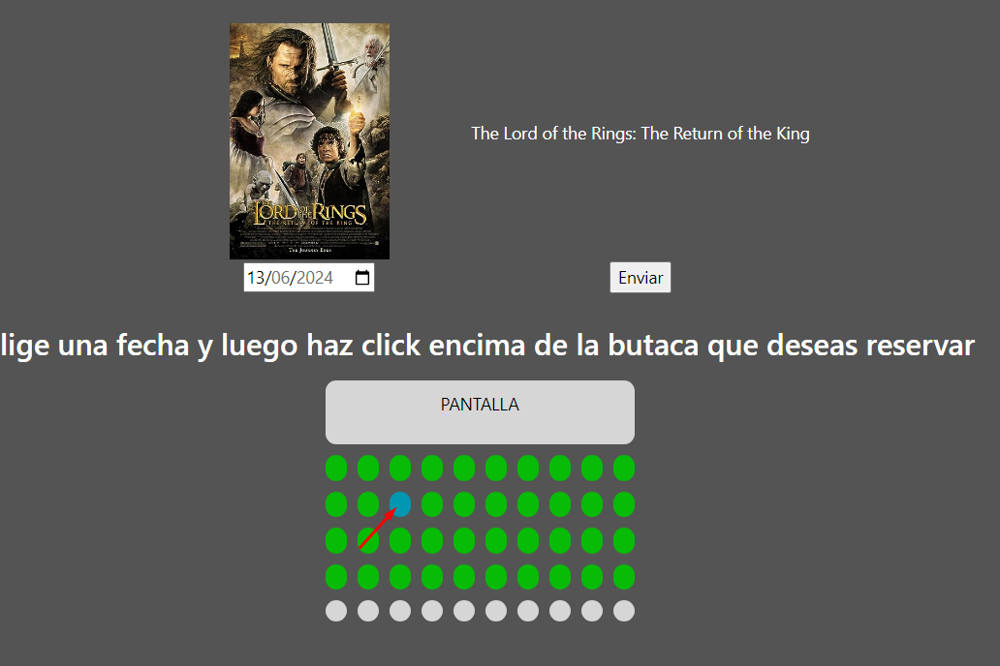 THE
LORD OF THE RINGS
THE RETURN OF THE KING
The Lord of the Rings: The Return of the King
13/06/2024
Enviar
lige una fecha y luego haz click encima de la butaca que deseas reservar
PANTALLA